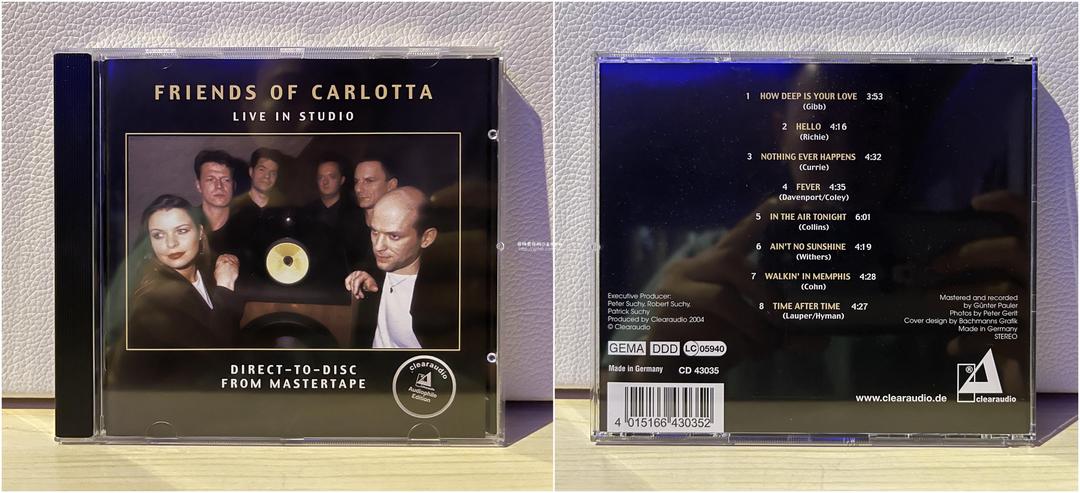 FRIENDS OF CARLOTTA
LIVE IN STUDIO
DIRECT-TO-DISC
FROM MASTERTAPE
clearaudio
Audiophile
Edition
1 HOW DEEP IS YOUR LOVE 3:53
(Gibb)
2 HELLO 4:16
(Richie)
3 NOTHING EVER HAPPENS 4:32
(Currie)
4 FEVER 4:35
(Davenport/Coley)
5 IN THE AIR TONIGHT 6:01
(Collins)
6 AIN'T NO SUNSHINE 4:19
(Withers)
7 WALKIN' IN MEMPHIS 4:28
(Cohn)
8 TIME AFTER TIME 4:27
(Lauper/Hyman)
Executive Producer:
Peter Suchy, Robert Suchy,
Patrick Suchy
Produced by Clearaudio 2004
© Clearaudio
GEMA DDD LC 05940
Made in Germany CD 43035
4 015166 430352
Mastered and recorded
by Günter Pauler
Photos by Peter Gerlt
Cover design by Bachmanns Grafik
Made in Germany
STEREO
www.clearaudio.de
®
clearaudio